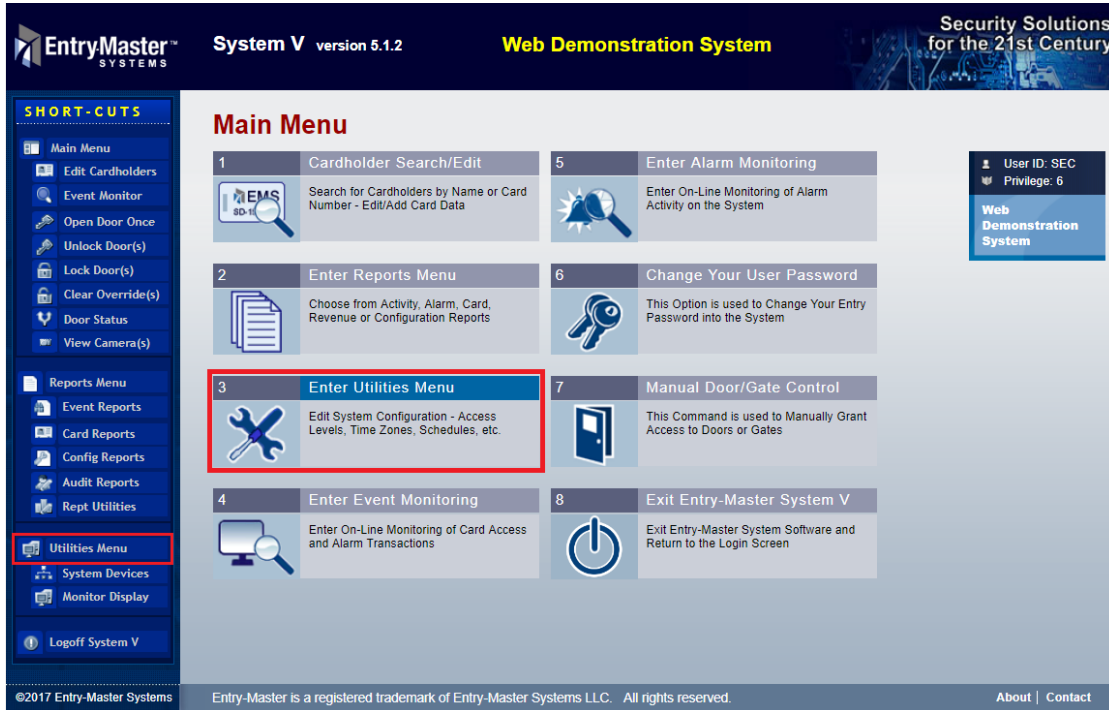 Entry-Master™
SYSTEMS
System V version 5.1.2
Web Demonstration System
Security Solutions
for the 21st Century
SHORT-CUTS
Main Menu
Edit Cardholders
Event Monitor
Open Door Once
Unlock Door(s)
Lock Door(s)
Clear Override(s)
Door Status
View Camera(s)
Reports Menu
Event Reports
Card Reports
Config Reports
Audit Reports
Rept Utilities
Utilities Menu
System Devices
Monitor Display
Logoff System V
Main Menu
1 Cardholder Search/Edit
EMS
Search for Cardholders by Name or Card
Number - Edit/Add Card Data
2 Enter Reports Menu
Choose from Activity, Alarm, Card,
Revenue or Configuration Reports
3 Enter Utilities Menu
Edit System Configuration - Access
Levels, Time Zones, Schedules, etc.
4 Enter Event Monitoring
Enter On-Line Monitoring of Card Access
and Alarm Transactions
5 Enter Alarm Monitoring
Enter On-Line Monitoring of Alarm
Activity on the System
6 Change Your User Password
This Option is used to Change Your Entry
Password into the System
7 Manual Door/Gate Control
This Command is used to Manually Grant
Access to Doors or Gates
8 Exit Entry-Master System V
Exit Entry-Master System Software and
Return to the Login Screen
User ID: SEC
Privilege: 6
Web
Demonstration
System
©2017 Entry-Master Systems
Entry-Master is a registered trademark of Entry-Master Systems LLC. All rights reserved.
About | Contact